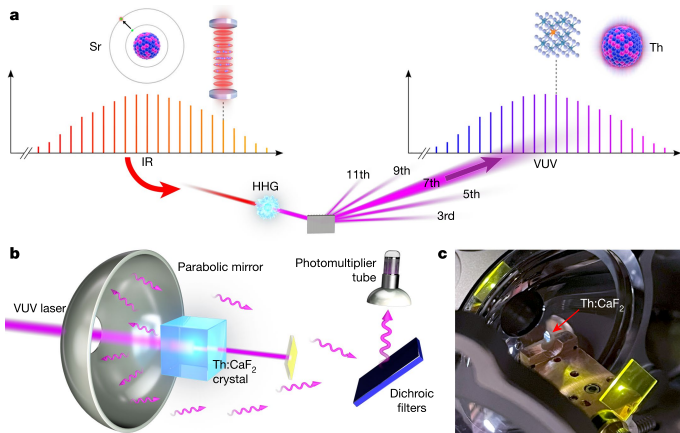 a
Sr
Th
IR
VUV
HHG
11th
9th
7th
5th
3rd
b
VUV laser
Parabolic mirror
Photomultiplier
tube
Th:CaF₂
crystal
Dichroic
filters
c
Th:CaF₂